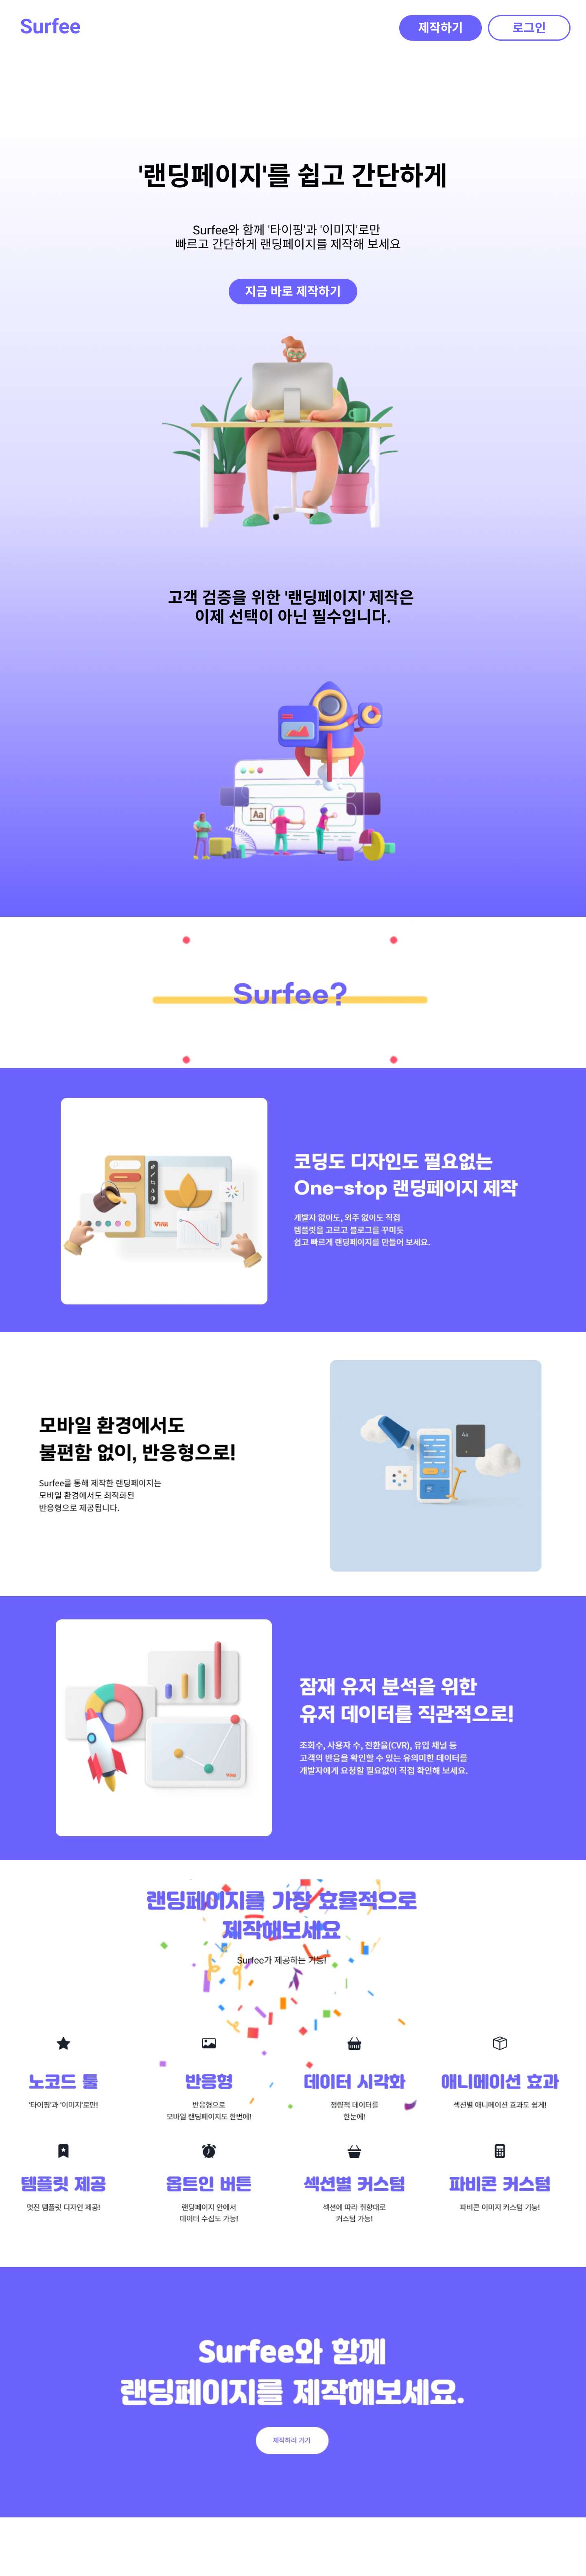 Surfee
제작하기
로그인
'랜딩페이지'를 쉽고 간단하게
Surfee와 함께 '타이핑'과 '이미지'로만
빠르고 간단하게 랜딩페이지를 제작해 보세요
지금 바로 제작하기
고객 검증을 위한 '랜딩페이지' 제작은
이제 선택이 아닌 필수입니다.
Aa
Surfee?
코딩도 디자인도 필요없는
One-stop 랜딩페이지 제작
개발자 없이도, 외주 없이도 직접
템플릿을 고르고 블로그를 꾸미듯
쉽고 빠르게 랜딩페이지를 만들어 보세요.
모바일 환경에서도
불편함 없이, 반응형으로!
Surfee를 통해 제작한 랜딩페이지는
모바일 환경에서도 최적화된
반응형으로 제공됩니다.
Aa
잠재 유저 분석을 위한
유저 데이터를 직관적으로!
조회수, 사용자 수, 전환율(CVR), 유입 채널 등
고객의 반응을 확인할 수 있는 유의미한 데이터를
개발자에게 요청할 필요없이 직접 확인해 보세요.
랜딩페이지를 가장 효율적으로
제작해보세요
Surfee가 제공하는 기능!
노코드 툴
'타이핑'과 '이미지'로만!
반응형
반응형으로
모바일 랜딩페이지도 한번에!
데이터 시각화
정량적 데이터를
한눈에!
애니메이션 효과
섹션별 애니메이션 효과도 쉽게!
템플릿 제공
멋진 템플릿 디자인 제공!
옵트인 버튼
랜딩페이지 안에서
데이터 수집도 가능!
섹션별 커스텀
섹션에 따라 취향대로
커스텀 가능!
파비콘 커스텀
파비콘 이미지 커스텀 기능!
Surfee와 함께
랜딩페이지를 제작해보세요.
제작하러 가기